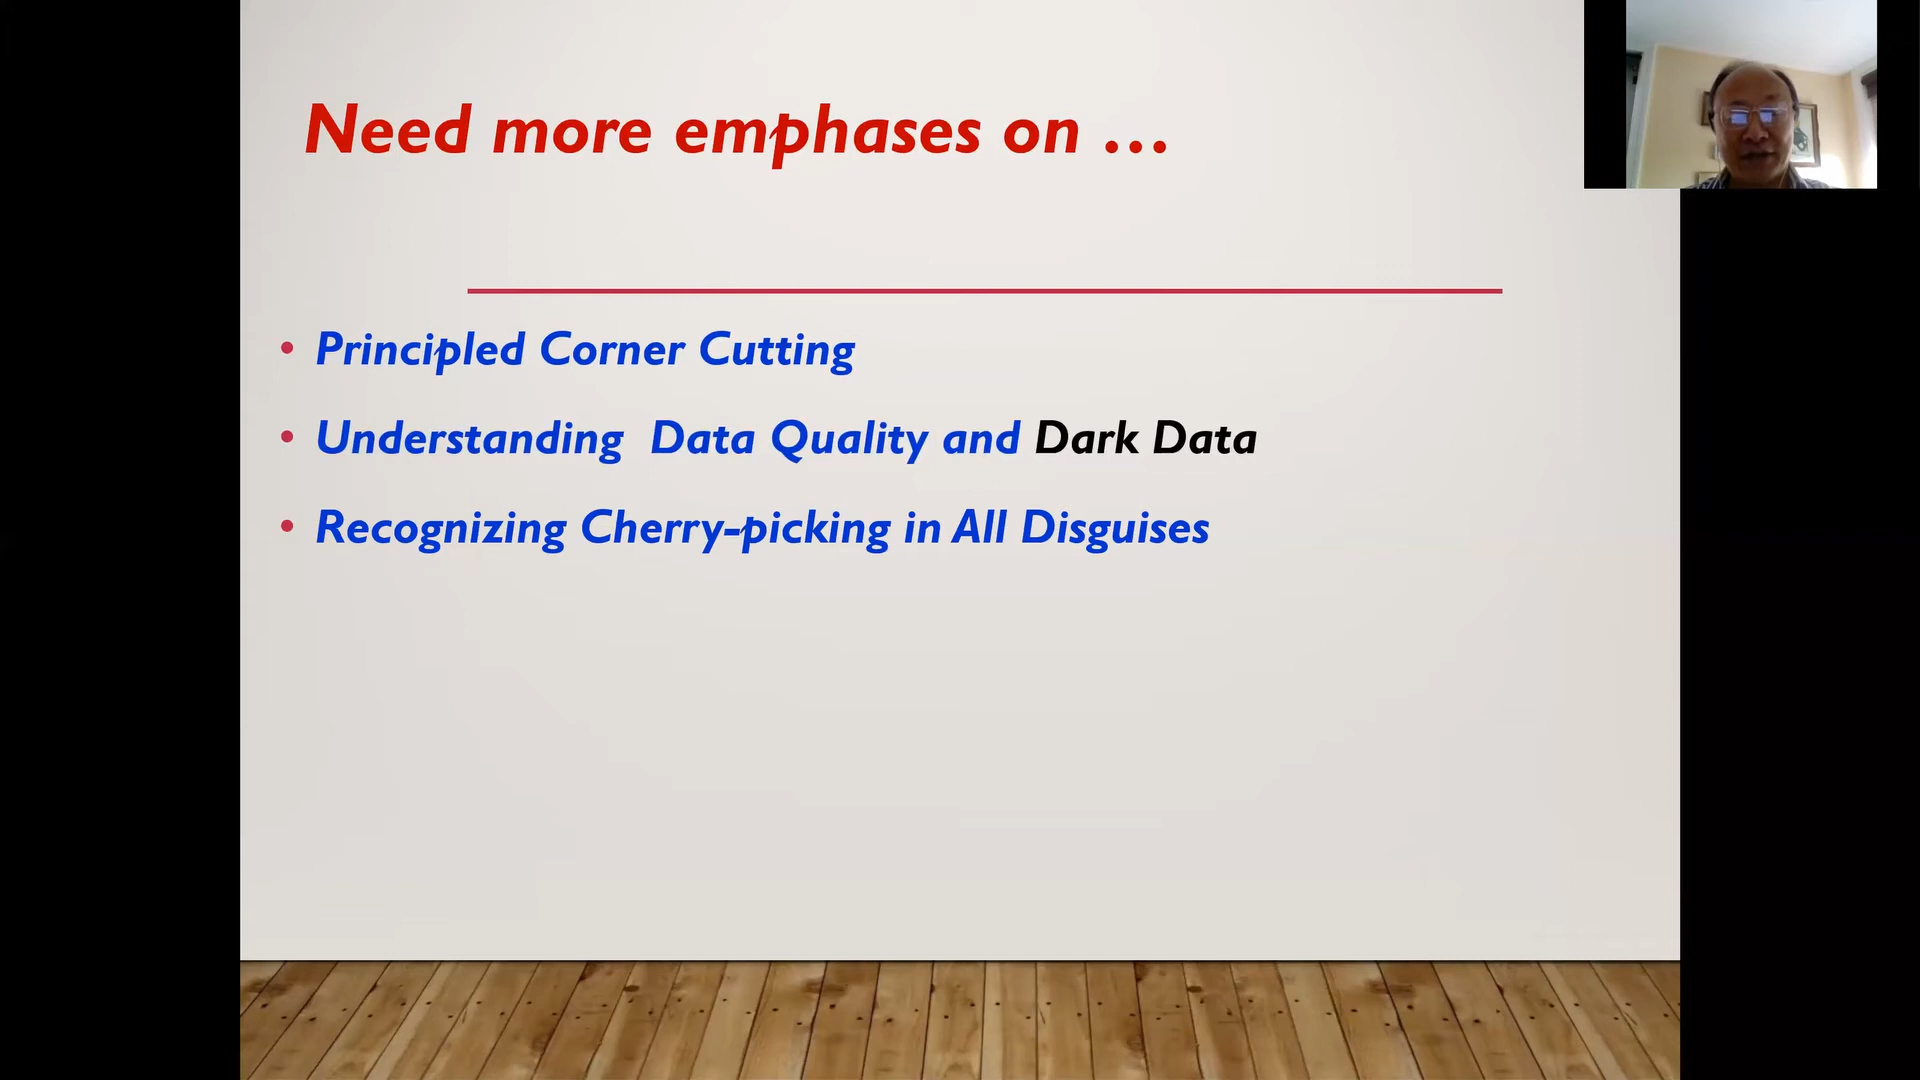 Need more emphases on …
• Principled Corner Cutting
• Understanding Data Quality and Dark Data
• Recognizing Cherry-picking in All Disguises